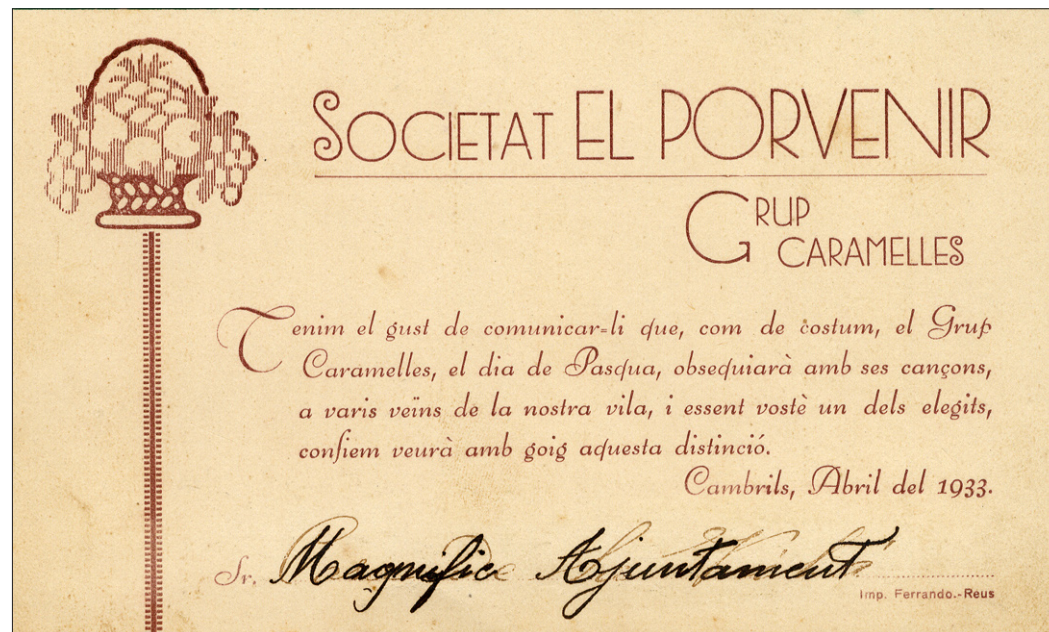 SOCIETAT EL PORVENIR
GRUP
CARAMELLES
Tenim el gust de comunicar-li que, com de costum, el Grup
Caramelles, el dia de Pasqua, obsequiarà amb ses cançons,
a varis veïns de la nostra vila, i essent vostè un dels elegits,
confiem veurà amb goig aquesta distinció.
Cambrils, Abril del 1933.
Sr. Magnífic Ajuntament
Imp. Ferrando.-Reus